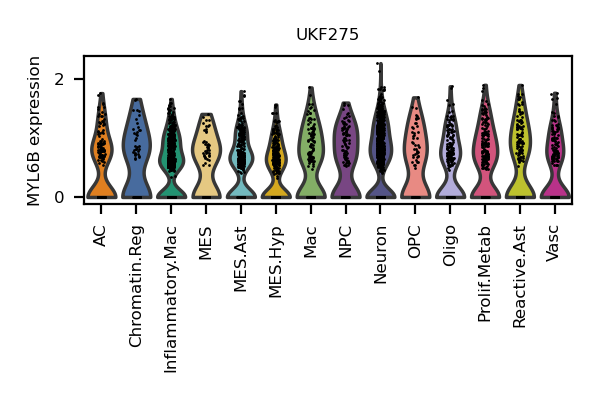 UKF275
MYL6B expression
2
0
AC
Chromatin.Reg
Inflammatory.Mac
MES
MES.Ast
MES.Hyp
Mac
NPC
Neuron
OPC
Oligo
Prolif.Metab
Reactive.Ast
Vasc